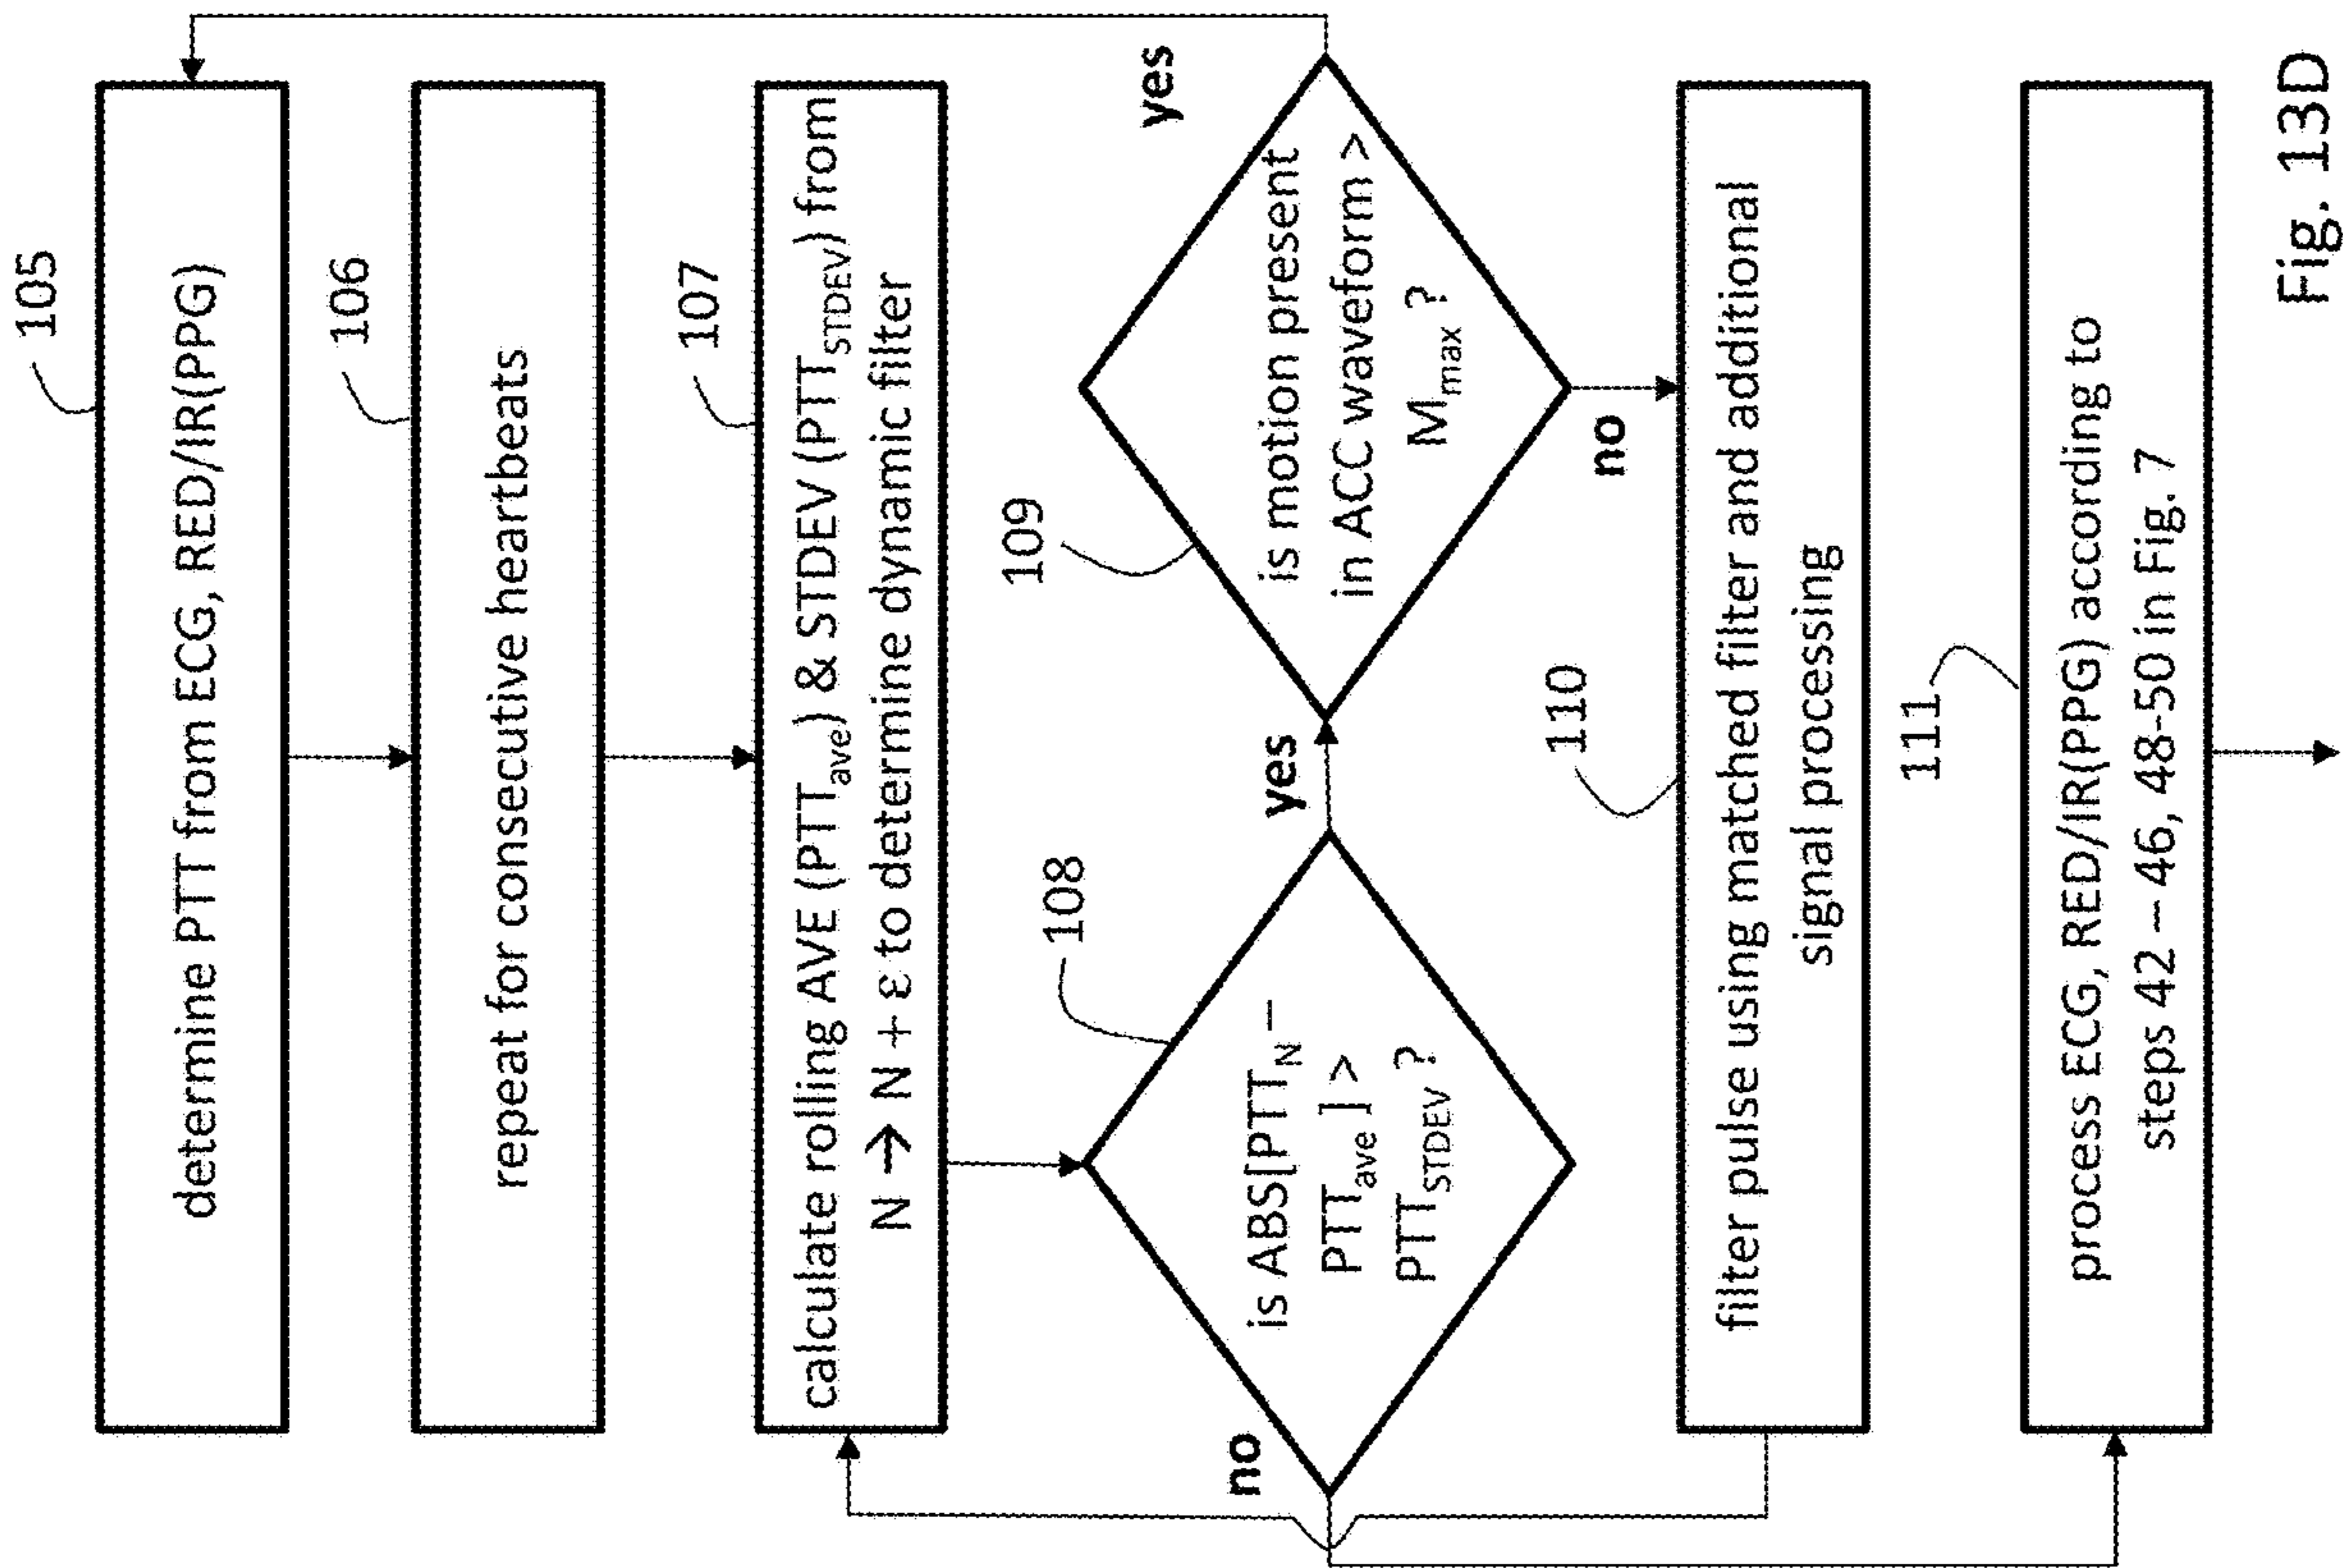 105
determine PTT from ECG, RED/IR(PPG)
106
repeat for consecutive heartbeats
107
calculate rolling AVE (PTTave) & STDEV (PTTSTDEV) from
N → N + ε to determine dynamic filter
108
is ABS[PTTN –
PTTave ] >
PTTSTDEV ?
no
yes
109
is motion present
in ACC waveform >
Mmax ?
yes
no
110
filter pulse using matched filter and additional
signal processing
111
process ECG, RED/IR(PPG) according to
steps 42 – 46, 48-50 in Fig. 7
Fig. 13D